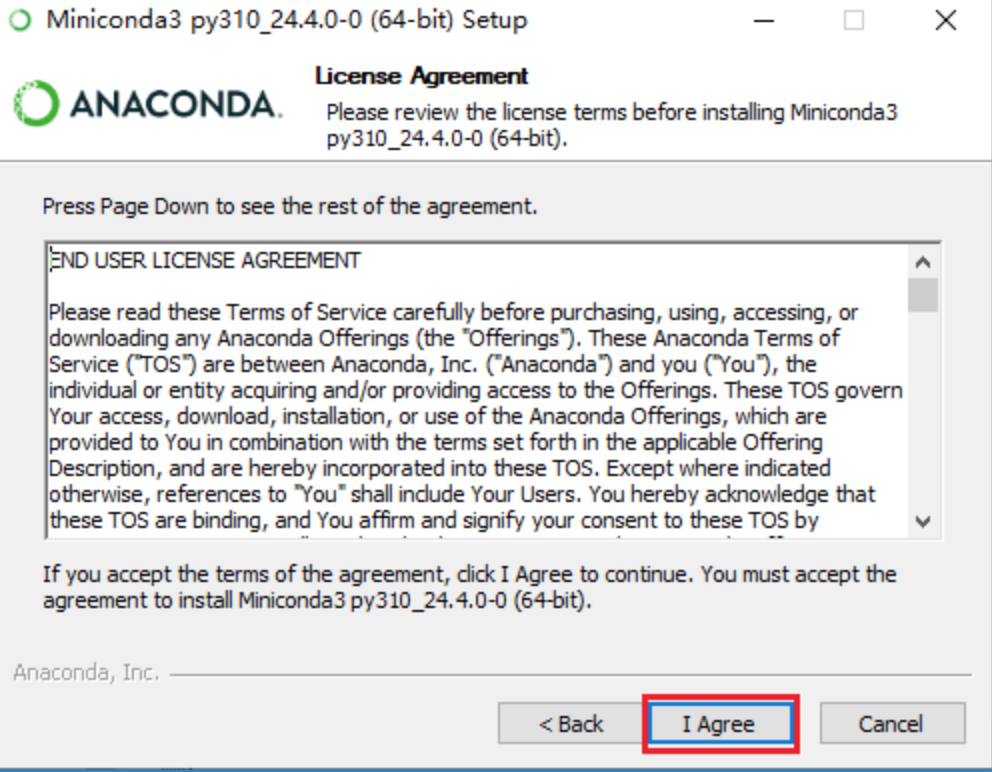 Miniconda3 py310_24.4.0-0 (64-bit) Setup
ANACONDA.
License Agreement
Please review the license terms before installing Miniconda3
py310_24.4.0-0 (64-bit).
Press Page Down to see the rest of the agreement.
END USER LICENSE AGREEMENT
Please read these Terms of Service carefully before purchasing, using, accessing, or
downloading any Anaconda Offerings (the "Offerings"). These Anaconda Terms of
Service ("TOS") are between Anaconda, Inc. ("Anaconda") and you ("You"), the
individual or entity acquiring and/or providing access to the Offerings. These TOS govern
Your access, download, installation, or use of the Anaconda Offerings, which are
provided to You in combination with the terms set forth in the applicable Offering
Description, and are hereby incorporated into these TOS. Except where indicated
otherwise, references to "You" shall include Your Users. You hereby acknowledge that
these TOS are binding, and You affirm and signify your consent to these TOS by
If you accept the terms of the agreement, click I Agree to continue. You must accept the
agreement to install Miniconda3 py310_24.4.0-0 (64-bit).
Anaconda, Inc.
< Back
I Agree
Cancel